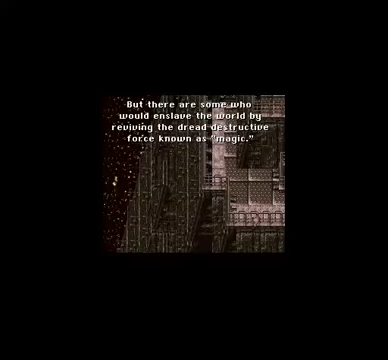 But there are some who
would enslave the world by
reviving the dread destructive
force known as "magic."